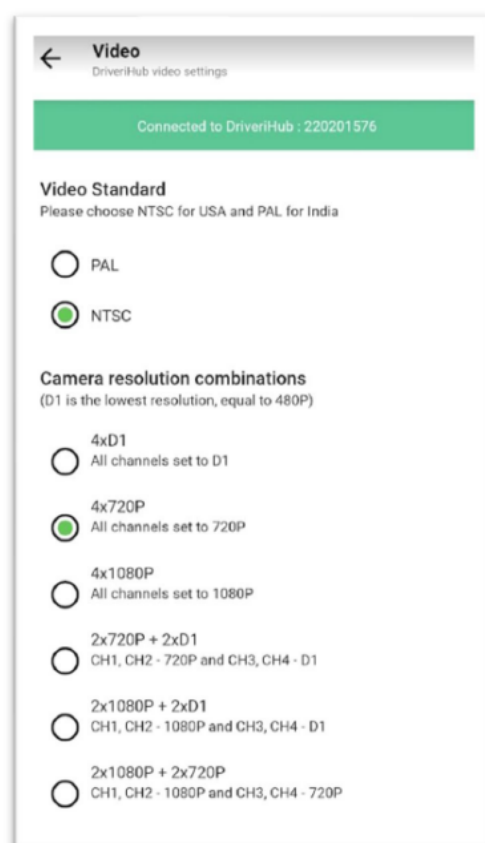 Video
DriveriHub video settings
Connected to DriveriHub : 220201576
Video Standard
Please choose NTSC for USA and PAL for India
PAL
NTSC
Camera resolution combinations
(D1 is the lowest resolution, equal to 480P)
4xD1
All channels set to D1
4x720P
All channels set to 720P
4x1080P
All channels set to 1080P
2x720P + 2xD1
CH1, CH2 - 720P and CH3, CH4 - D1
2x1080P + 2xD1
CH1, CH2 - 1080P and CH3, CH4 - D1
2x1080P + 2x720P
CH1, CH2 - 1080P and CH3, CH4 - 720P